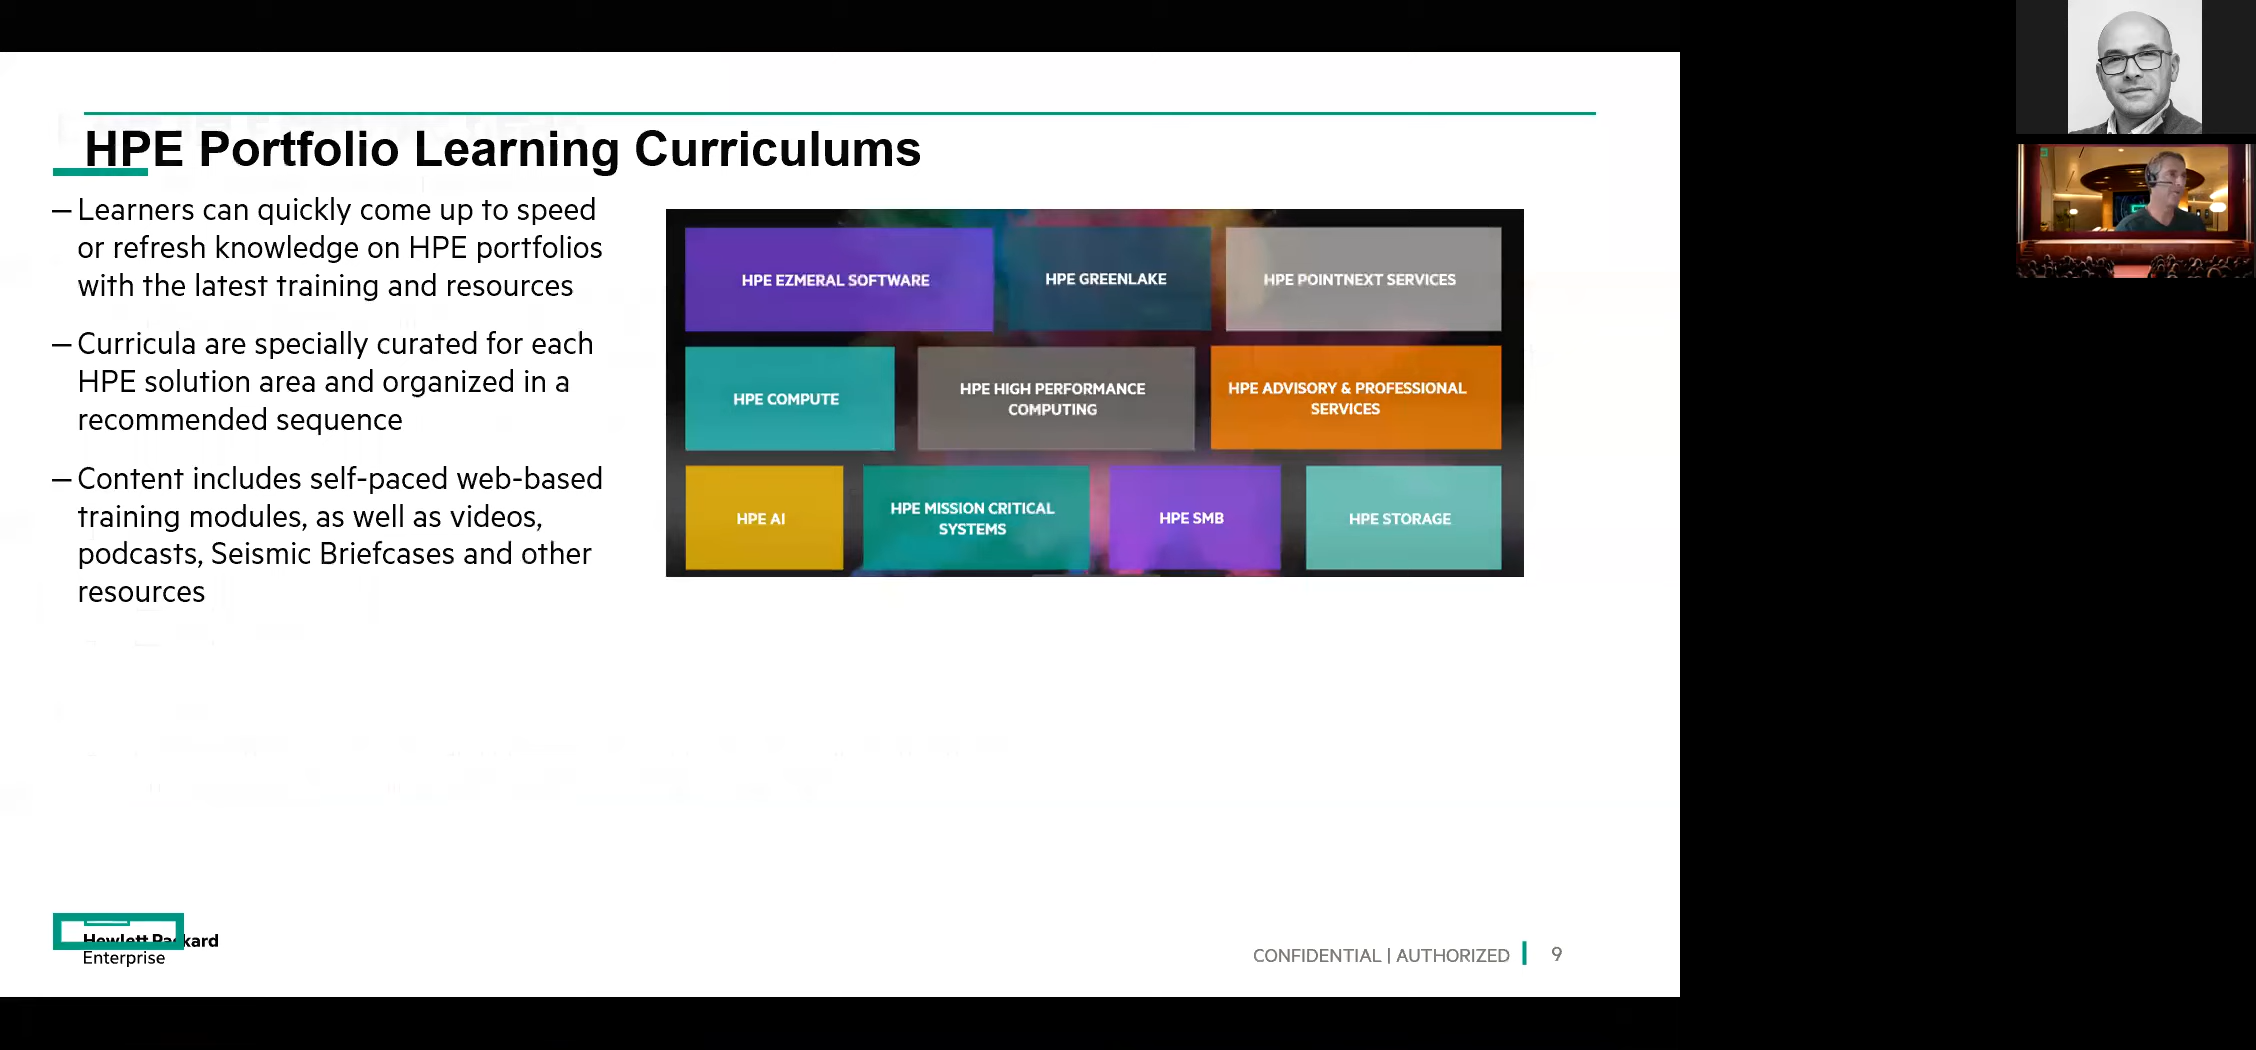 HPE Portfolio Learning Curriculums
– Learners can quickly come up to speed
or refresh knowledge on HPE portfolios
with the latest training and resources
– Curricula are specially curated for each
HPE solution area and organized in a
recommended sequence
– Content includes self-paced web-based
training modules, as well as videos,
podcasts, Seismic Briefcases and other
resources
HPE EZMERAL SOFTWARE
HPE GREENLAKE
HPE POINTNEXT SERVICES
HPE COMPUTE
HPE HIGH PERFORMANCE
COMPUTING
HPE ADVISORY & PROFESSIONAL
SERVICES
HPE AI
HPE MISSION CRITICAL
SYSTEMS
HPE SMB
HPE STORAGE
Hewlett Packard
Enterprise
CONFIDENTIAL | AUTHORIZED
9